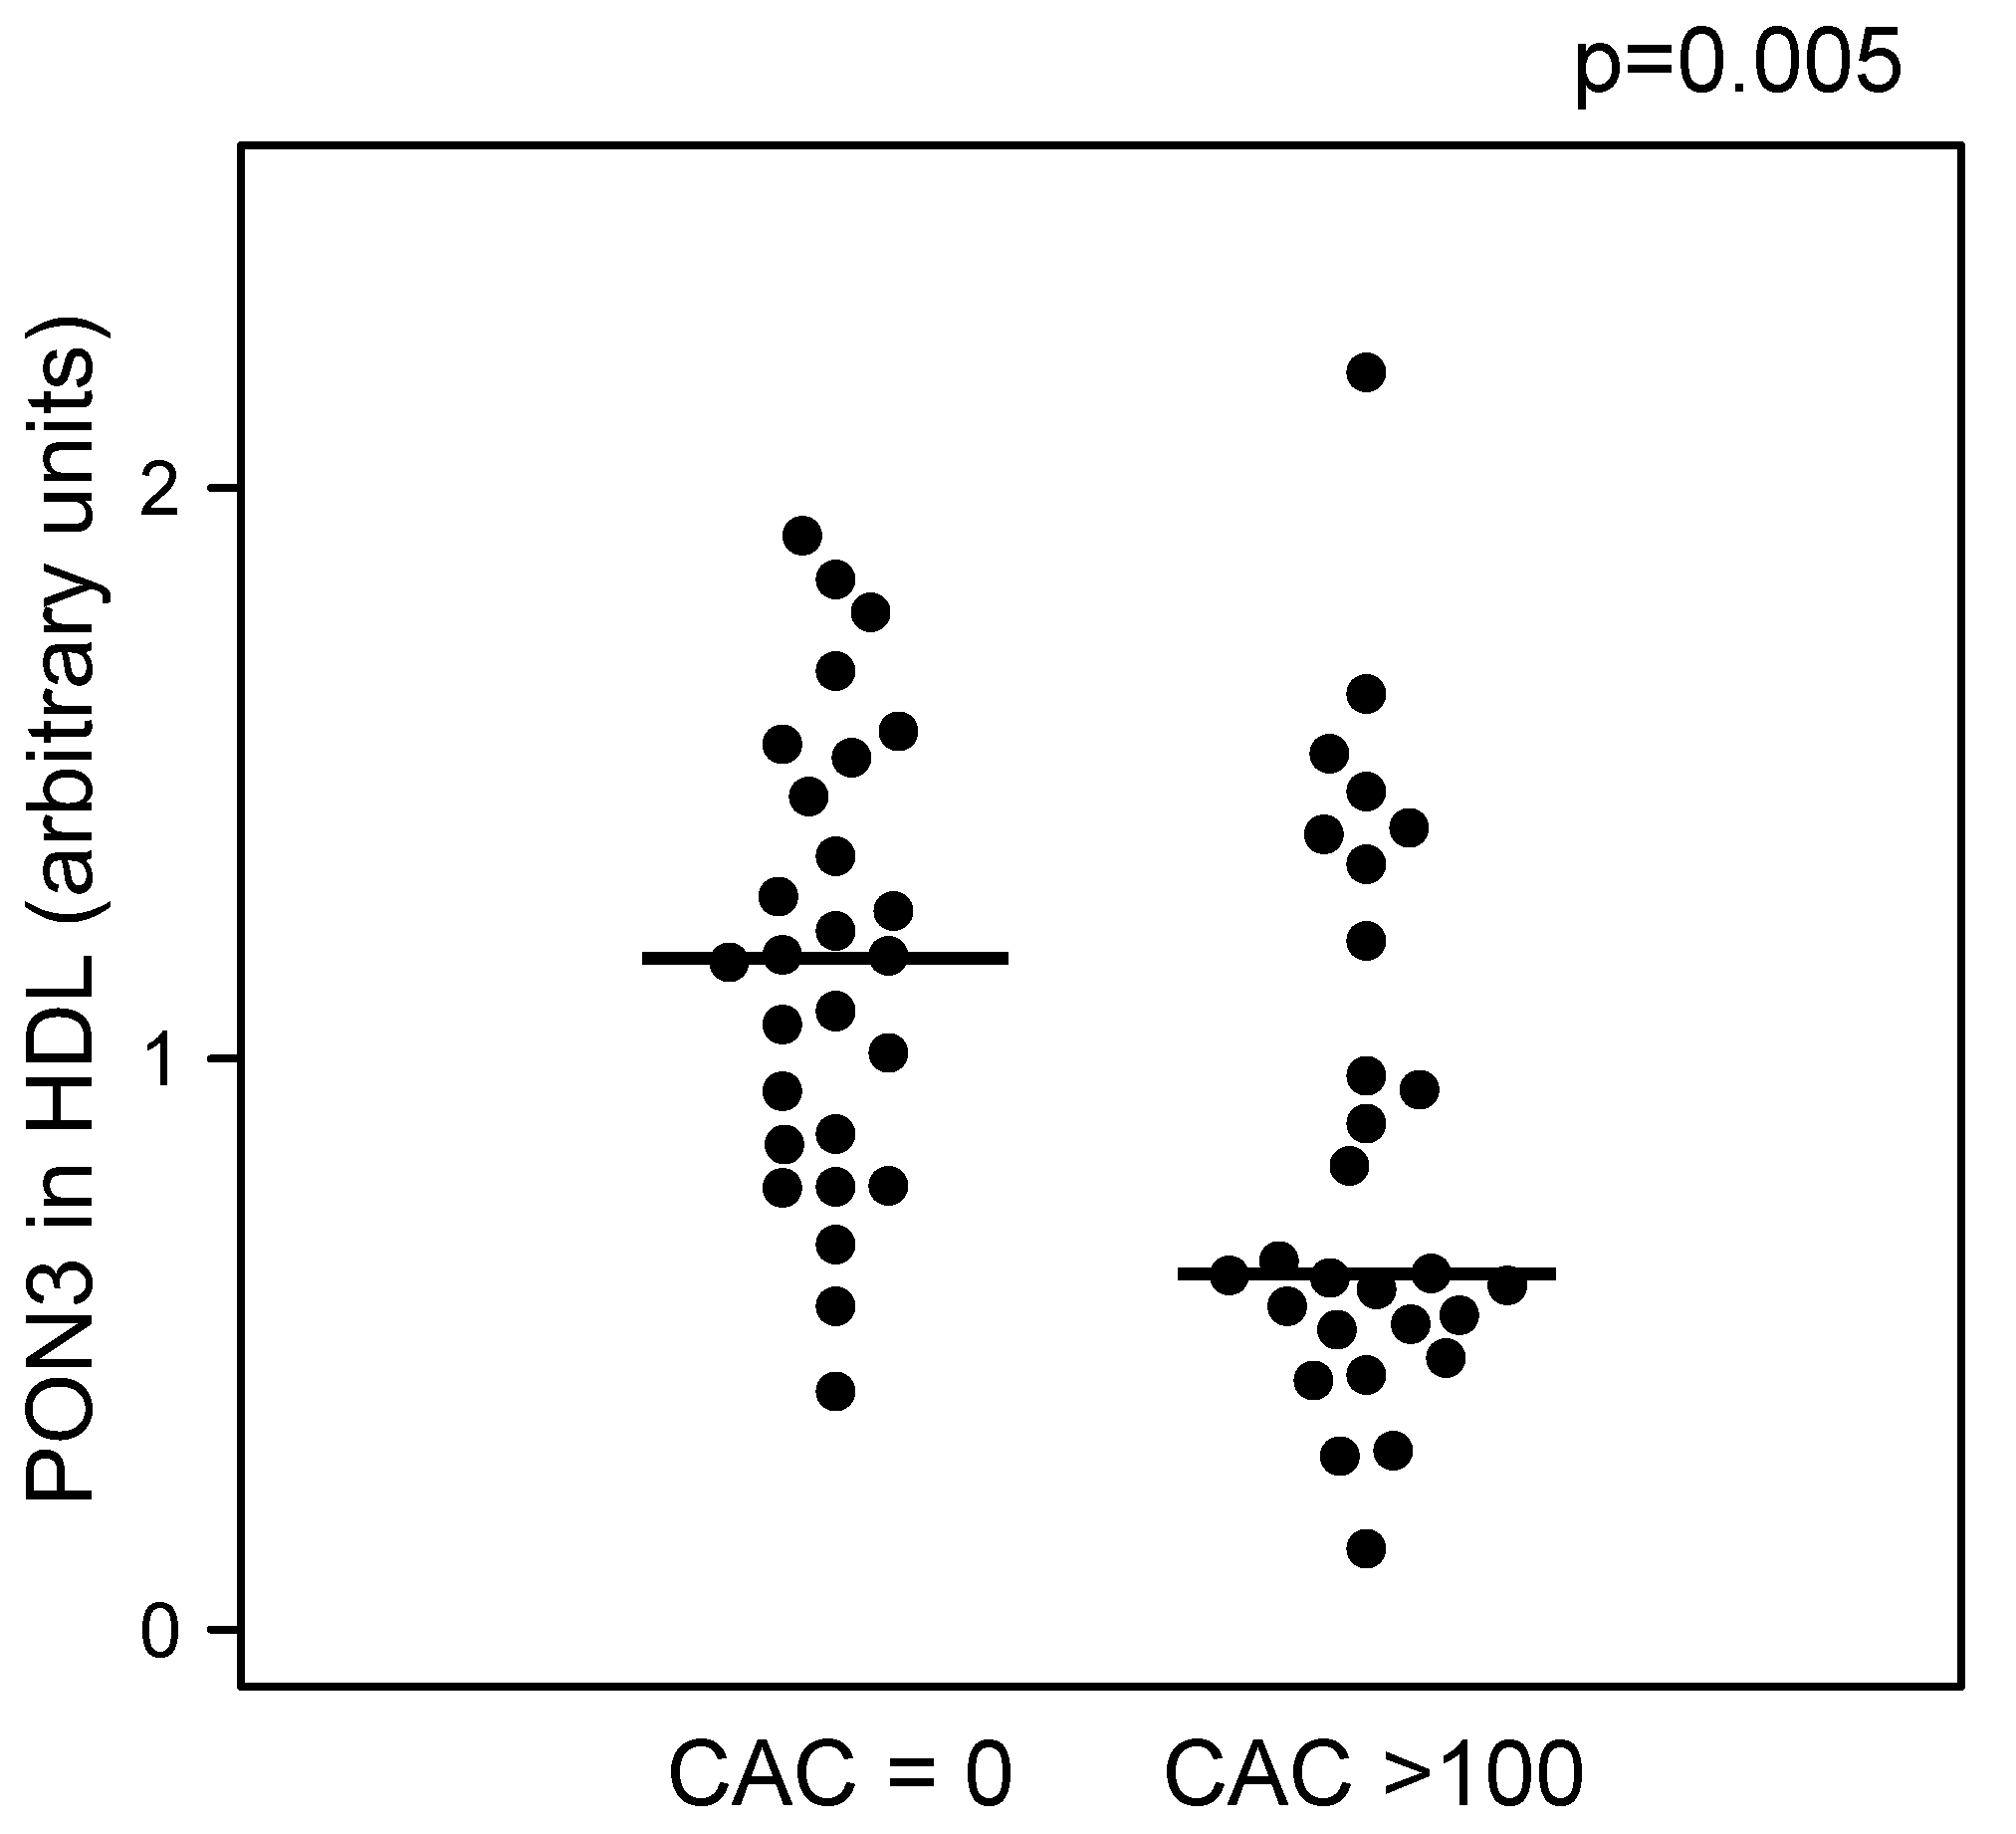 p=0.005
PON3 in HDL (arbitrary units)
2
1
0
CAC = 0
CAC >100